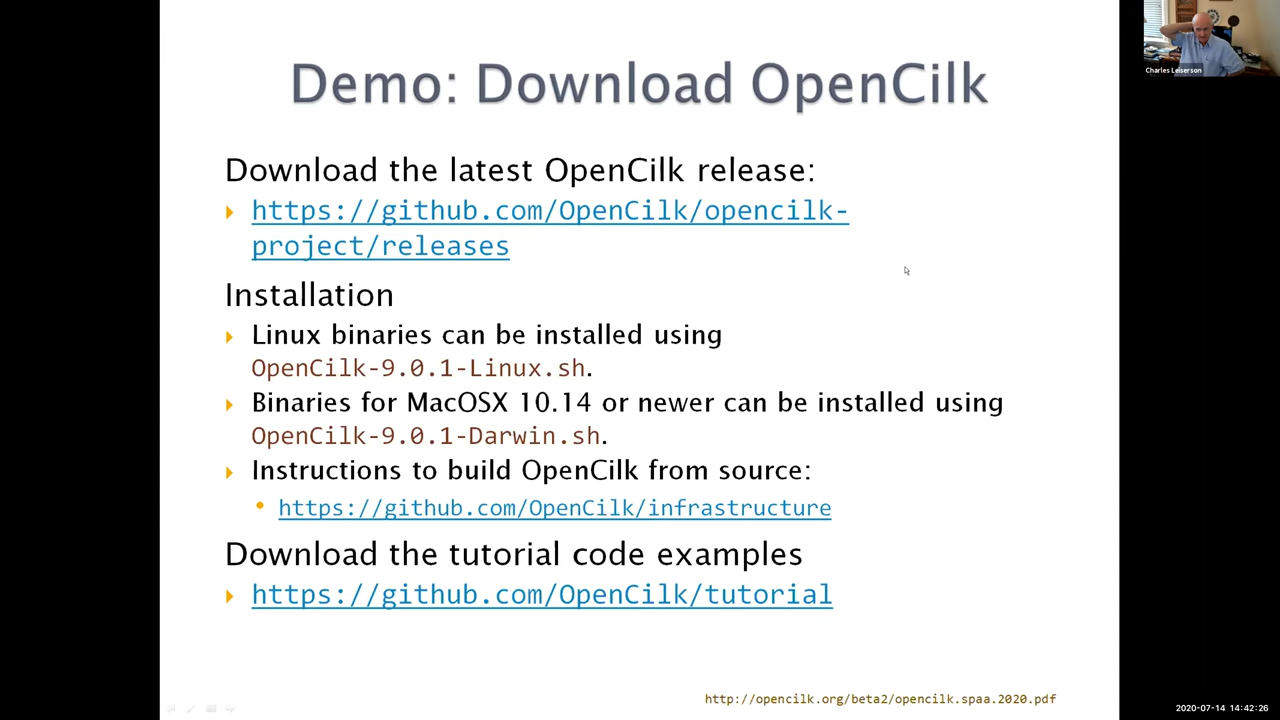 Charles Leiserson
Demo: Download OpenCilk
Download the latest OpenCilk release:
https://github.com/OpenCilk/opencilk-
project/releases
Installation
Linux binaries can be installed using
OpenCilk-9.0.1-Linux.sh.
Binaries for MacOSX 10.14 or newer can be installed using
OpenCilk-9.0.1-Darwin.sh.
Instructions to build OpenCilk from source:
https://github.com/OpenCilk/infrastructure
Download the tutorial code examples
https://github.com/OpenCilk/tutorial
http://opencilk.org/beta2/opencilk.spaa.2020.pdf
2020-07-14 14:42:26